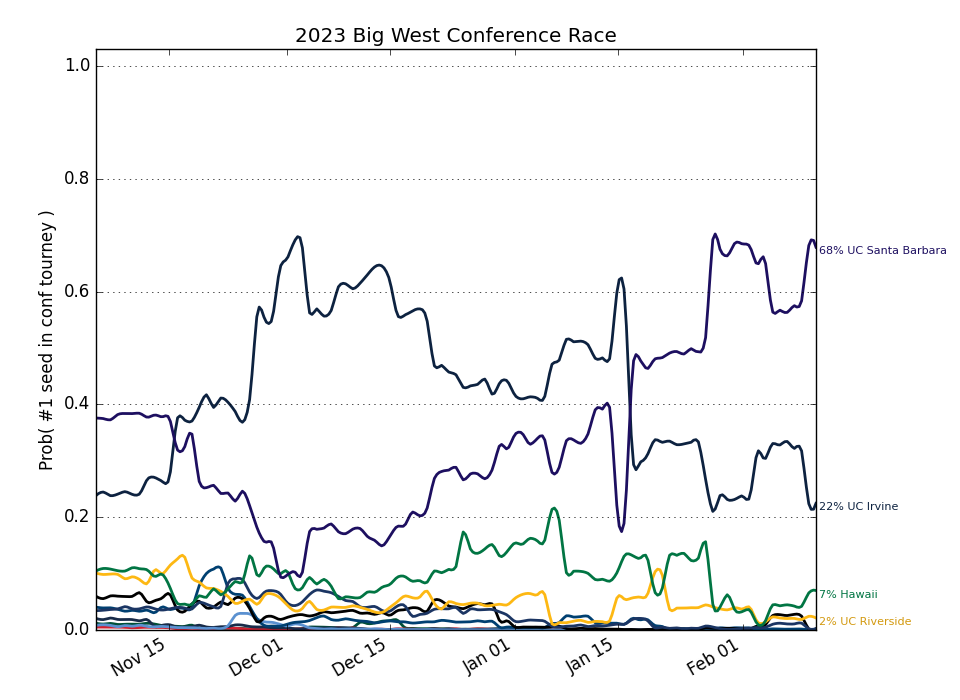 2023 Big West Conference Race
Prob( #1 seed in conf tourney )
1.0
0.8
0.6
0.4
0.2
0.0
Nov 15
Dec 01
Dec 15
Jan 01
Jan 15
Feb 01
68% UC Santa Barbara
22% UC Irvine
7% Hawaii
2% UC Riverside